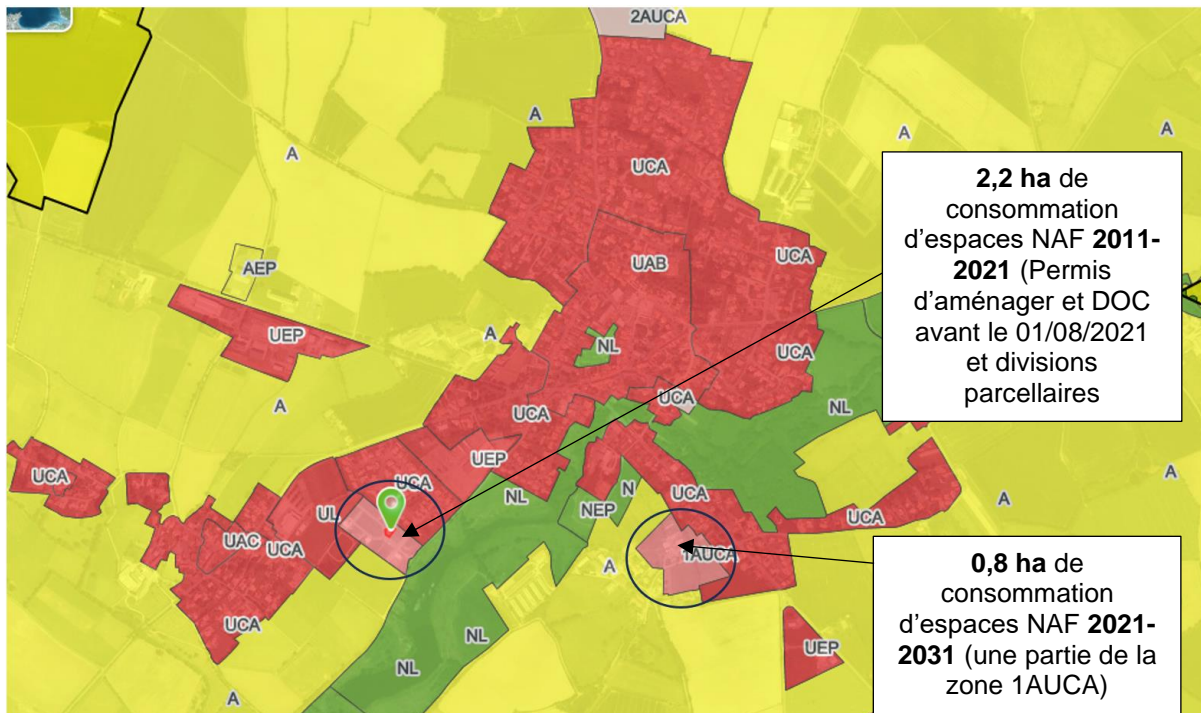 2AUCA
A
A
A
A
UCA
AEP
UAB
UCA
UEP
A
NL
UCA
A
UCA
UCA
NL
UCA
UEP
UCA
A
UCA
NL
N
UCA
NEP
UL
UAC
UCA
UCA
A
1AUCA
A
UCA
NL
UEP
NL
A
A
2,2 ha de
consommation
d'espaces NAF 2011-
2021 (Permis
d'aménager et DOC
avant le 01/08/2021
et divisions
parcellaires
0,8 ha de
consommation
d'espaces NAF 2021-
2031 (une partie de la
zone 1AUCA)